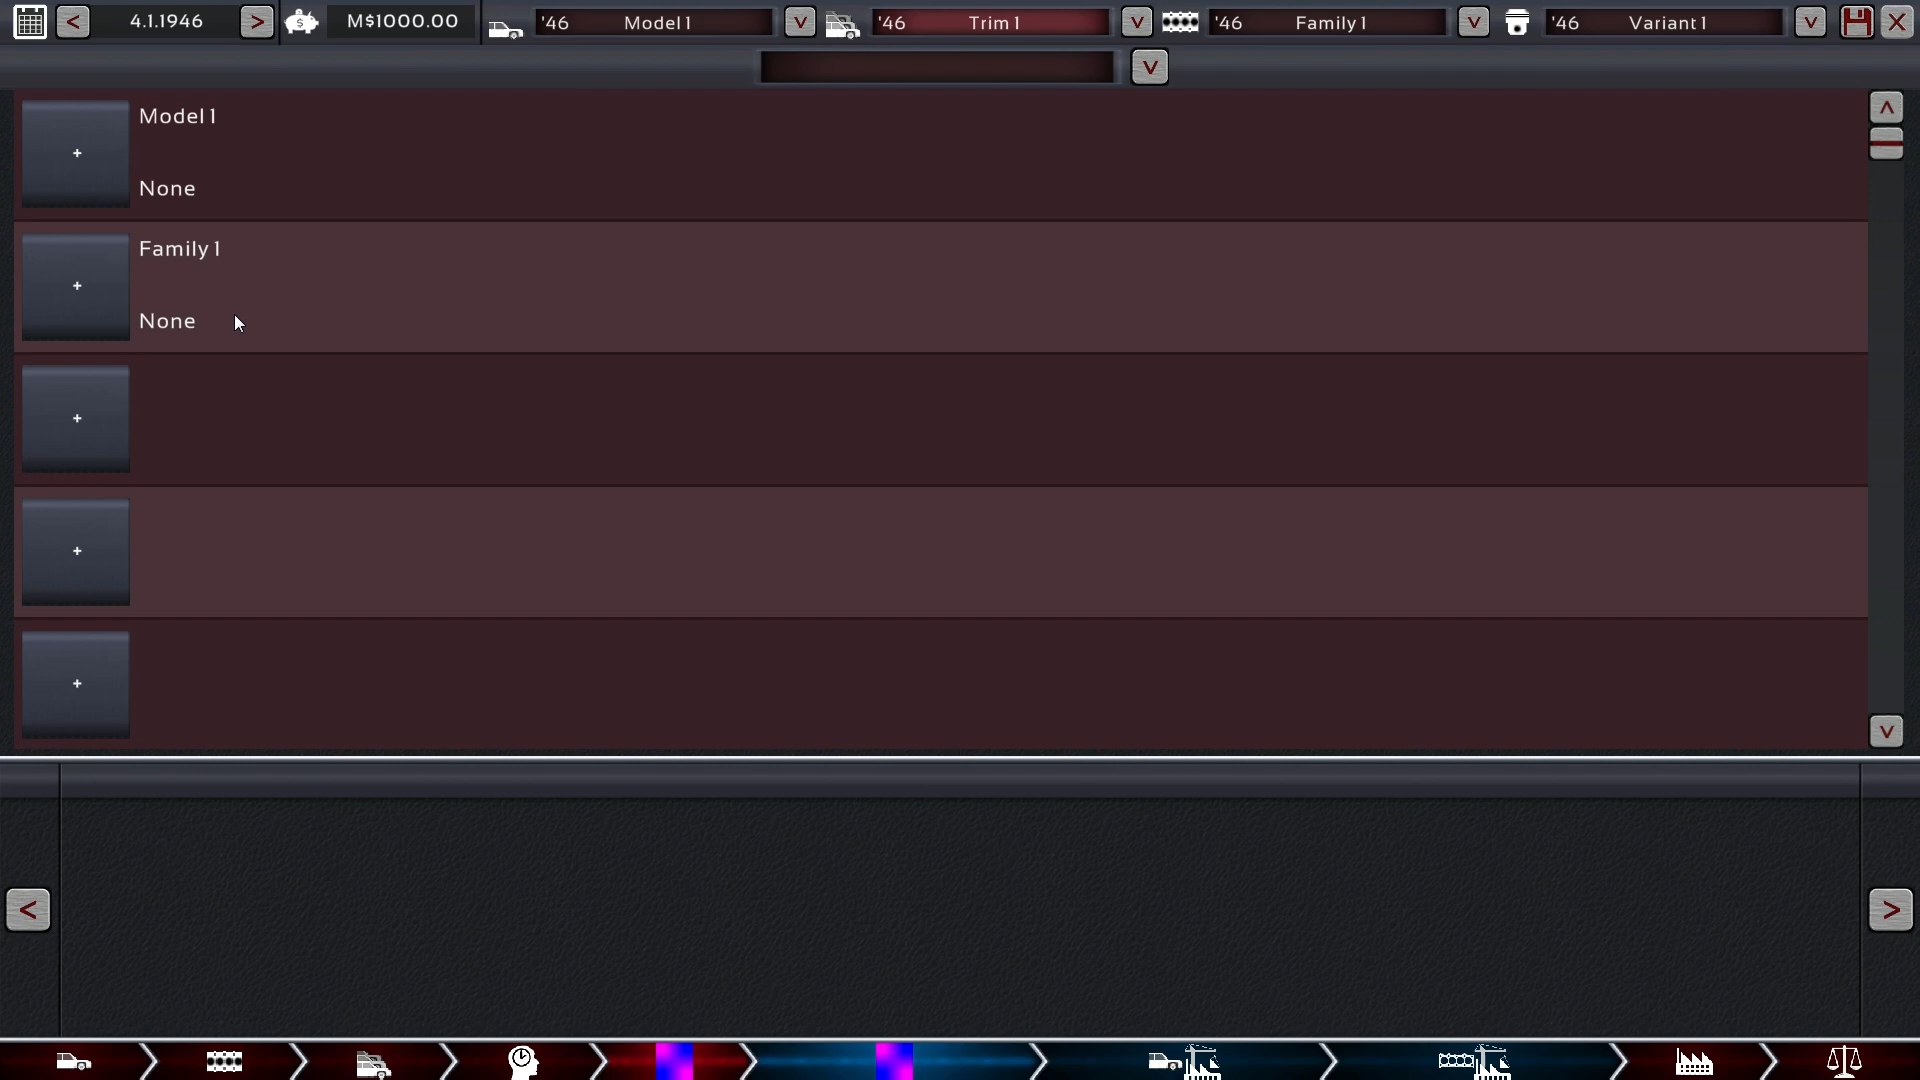 4.1.1946 M$1000.00 '46 Model 1 '46 Trim 1 '46 Family 1 '46 Variant 1
Model 1
None
Family 1
None